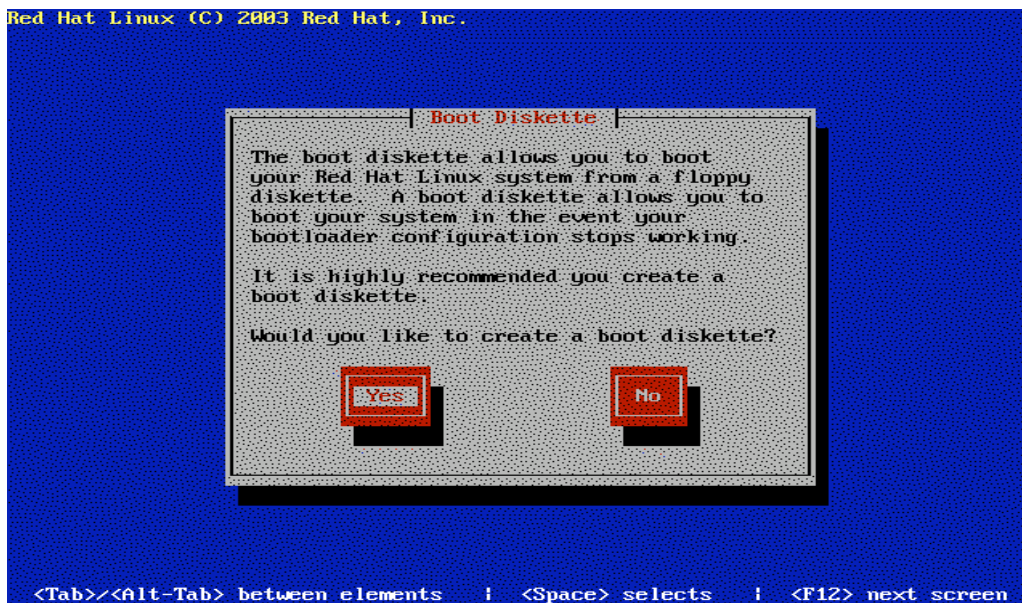 Red Hat Linux (C) 2003 Red Hat, Inc.
Boot Diskette
The boot diskette allows you to boot
your Red Hat Linux system from a floppy
diskette.  A boot diskette allows you to
boot your system in the event your
bootloader configuration stops working.
It is highly recommended you create a
boot diskette.
Would you like to create a boot diskette?
Yes No
<Tab>/<Alt-Tab> between elements   |  <Space> selects   |  <F12> next screen